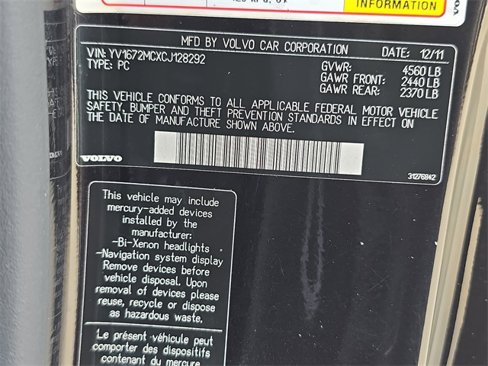 INFORMATION
MFD BY VOLVO CAR CORPORATION DATE: 12/11
VIN: YV1672MCXCJ128292
TYPE: PC
GVWR: 4560 LB
GAWR FRONT: 2440 LB
GAWR REAR: 2370 LB
THIS VEHICLE CONFORMS TO ALL APPLICABLE FEDERAL MOTOR VEHICLE
SAFETY, BUMPER AND THEFT PREVENTION STANDARDS IN EFFECT ON
THE DATE OF MANUFACTURE SHOWN ABOVE.
VOLVO
31276942
This vehicle may include
mercury-added devices
installed by the
manufacturer:
-Bi-Xenon headlights
-Navigation system display
Remove devices before
vehicle disposal. Upon
removal of devices please
reuse, recycle or dispose
as hazardous waste.
Le présent véhicule peut
comporter des dispositifs
contenant du mercure